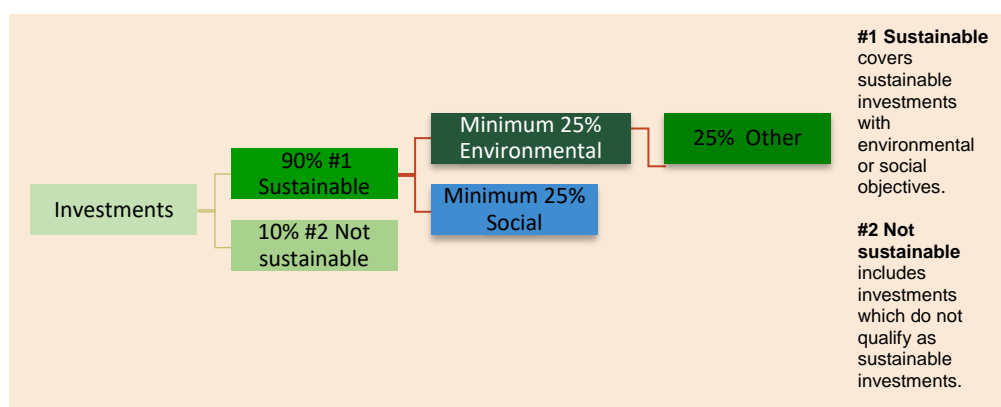 Investments
90% #1
Sustainable
10% #2 Not
sustainable
Minimum 25%
Environmental
Minimum 25%
Social
25%  Other
#1 Sustainable
covers
sustainable
investments
with
environmental
or social
objectives.
#2 Not
sustainable
includes
investments
which do not
qualify as
sustainable
investments.